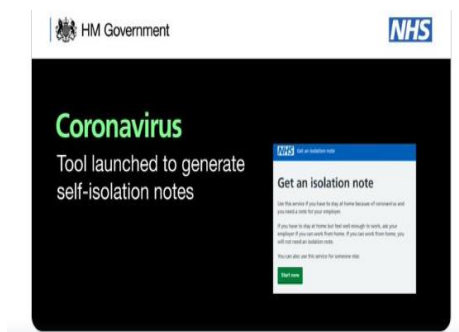 HM Government
NHS
Coronavirus
Tool launched to generate
self-isolation notes
NHS Get an isolation note
Get an isolation note
Use this service if you have to stay at home because of coronavirus and
you need a note for your employer.
If you have to stay at home but feel well enough to work, ask your
employer if you can work from home. If you can work from home, you
will not need an isolation note.
You can also use this service for someone else.
Start now